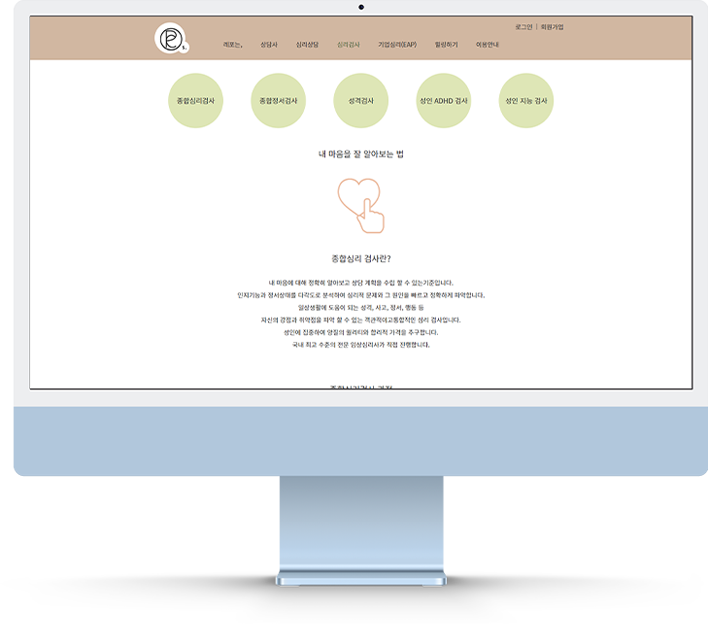 로그인 | 회원가입
레포는, 상담사 심리상담 심리검사 기업심리(EAP) 힐링하기 이용안내
종합심리검사 종합정서검사 성격검사 성인 ADHD 검사 성인 지능 검사
내 마음을 잘 알아보는 법
종합심리 검사란?
내 마음에 대해 정확히 알아보고 상담 계획을 수립 할 수 있는기준입니다.
인지기능과 정서상태를 다각도로 분석하여 심리적 문제와 그 원인을 빠르고 정확하게 파악합니다.
일상생활에 도움이 되는 성격, 사고, 정서, 행동 등
자신의 강점과 취약점을 파악 할 수 있는 객관적이고통합적인 심리 검사입니다.
성인에 집중하여 양질의 퀄리티와 합리적 가격을 추구합니다.
국내 최고 수준의 전문 임상심리사가 직접 진행합니다.